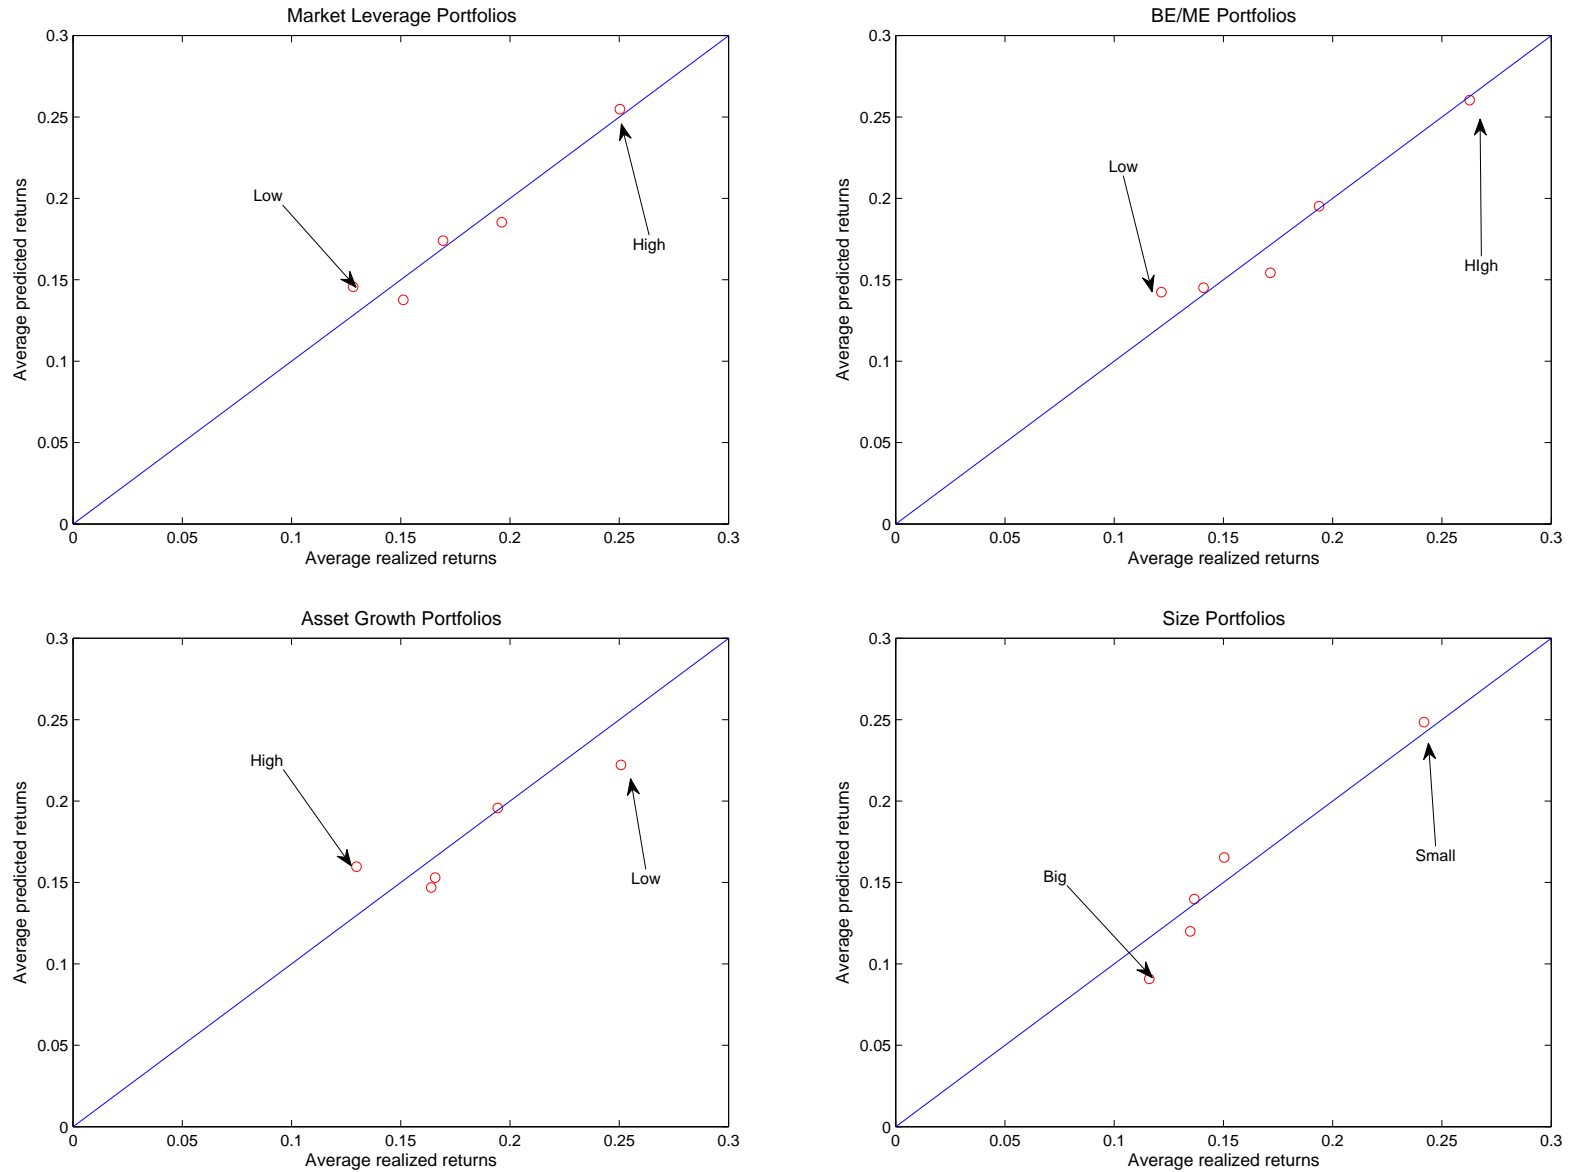 Market Leverage Portfolios
0.3
0.25
0.2
0.15
0.1
0.05
0
Average predicted returns
Low
High
0 0.05 0.1 0.15 0.2 0.25 0.3
Average realized returns
BE/ME Portfolios
0.3
0.25
0.2
0.15
0.1
0.05
0
Average predicted returns
Low
HIgh
0 0.05 0.1 0.15 0.2 0.25 0.3
Average realized returns
Asset Growth Portfolios
0.3
0.25
0.2
0.15
0.1
0.05
0
Average predicted returns
High
Low
0 0.05 0.1 0.15 0.2 0.25 0.3
Average realized returns
Size Portfolios
0.3
0.25
0.2
0.15
0.1
0.05
0
Average predicted returns
Big
Small
0 0.05 0.1 0.15 0.2 0.25 0.3
Average realized returns